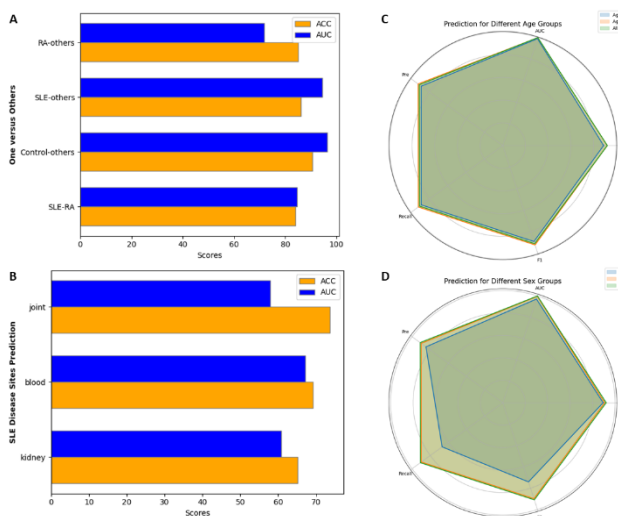 A
ACC
AUC
RA-others
SLE-others
Control-others
SLE-RA
One versus Others
0 20 40 60 80 100
Scores
B
ACC
AUC
joint
blood
kidney
SLE Disease Sites Prediction
0 10 20 30 40 50 60 70
Scores
C
Prediction for Different Age Groups
AUC
Pre
Recall
F1
D
Prediction for Different Sex Groups
AUC
Pre
Recall